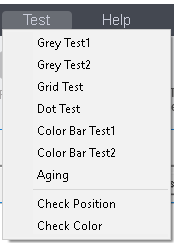 Test Help
Grey Test1
Grey Test2
Grid Test
Dot Test
Color Bar Test1
Color Bar Test2
Aging
Check Position
Check Color